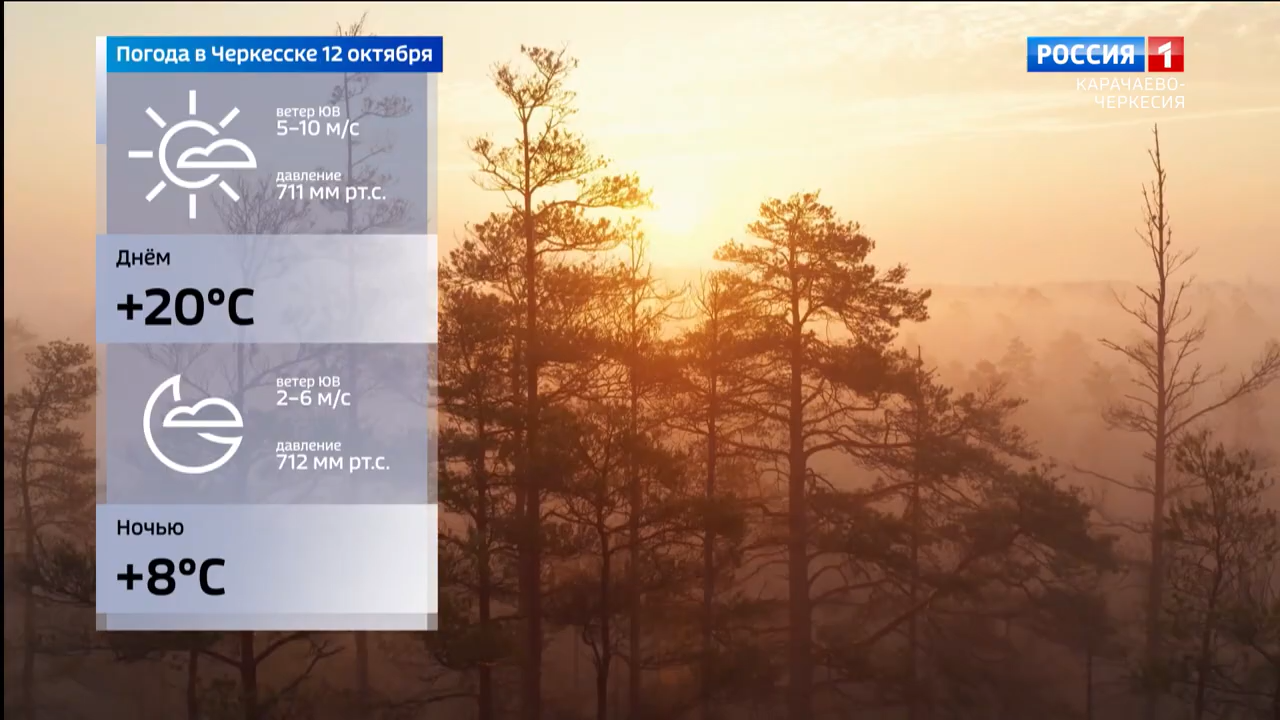 Погода в Черкесске 12 октября
ветер ЮВ
5–10 м/с
давление
711 мм рт.с.
Днём
+20°C
ветер ЮВ
2–6 м/с
давление
712 мм рт.с.
Ночью
+8°C
РОССИЯ 1
КАРАЧАЕВО-
ЧЕРКЕСИЯ